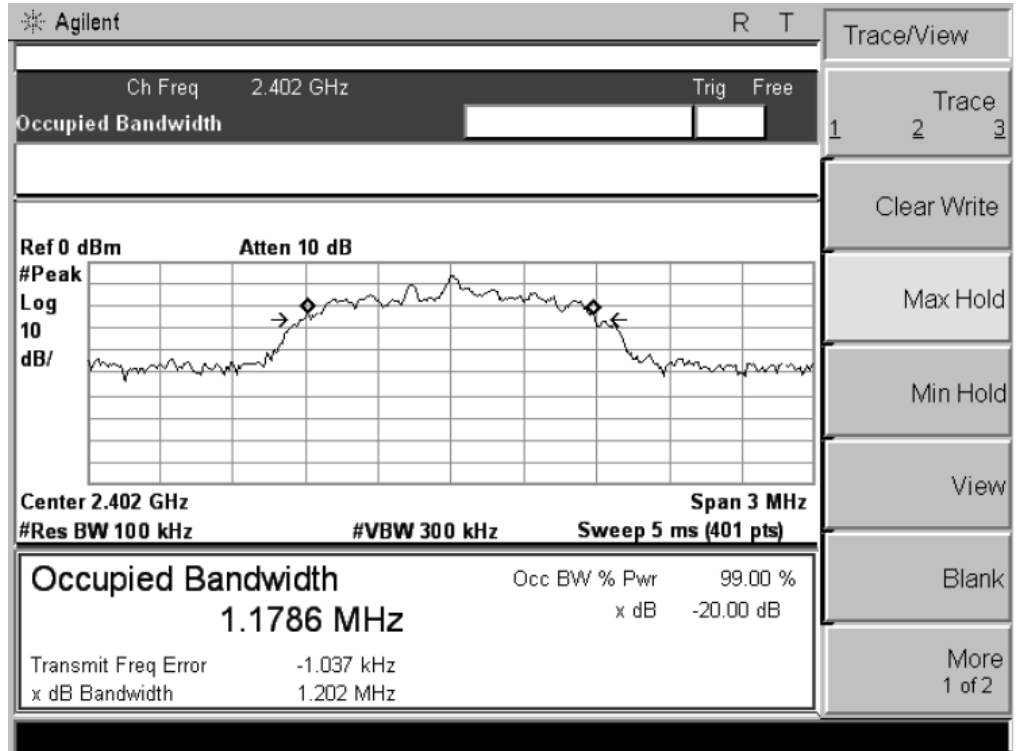 Agilent R T
Trace/View
Ch Freq 2.402 GHz Trig Free
Occupied Bandwidth
Trace
1 2 3
Clear Write
Ref 0 dBm Atten 10 dB
#Peak
Log
10
dB/
Max Hold
Min Hold
View
Center 2.402 GHz Span 3 MHz
#Res BW 100 kHz #VBW 300 kHz Sweep 5 ms (401 pts)
Occupied Bandwidth Occ BW % Pwr 99.00 %
1.1786 MHz x dB -20.00 dB
Blank
Transmit Freq Error -1.037 kHz
x dB Bandwidth 1.202 MHz
More
1 of 2